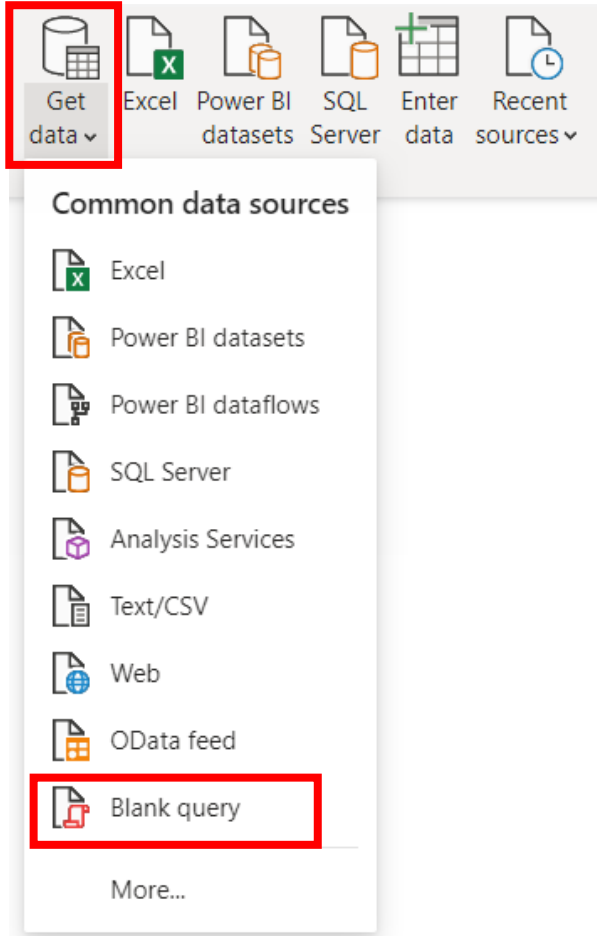 Get data
Excel
Power BI datasets
SQL Server
Enter data
Recent sources
Common data sources
X
Excel
Power BI datasets
Power BI dataflows
SQL Server
Analysis Services
Text/CSV
Web
OData feed
Blank query
More...